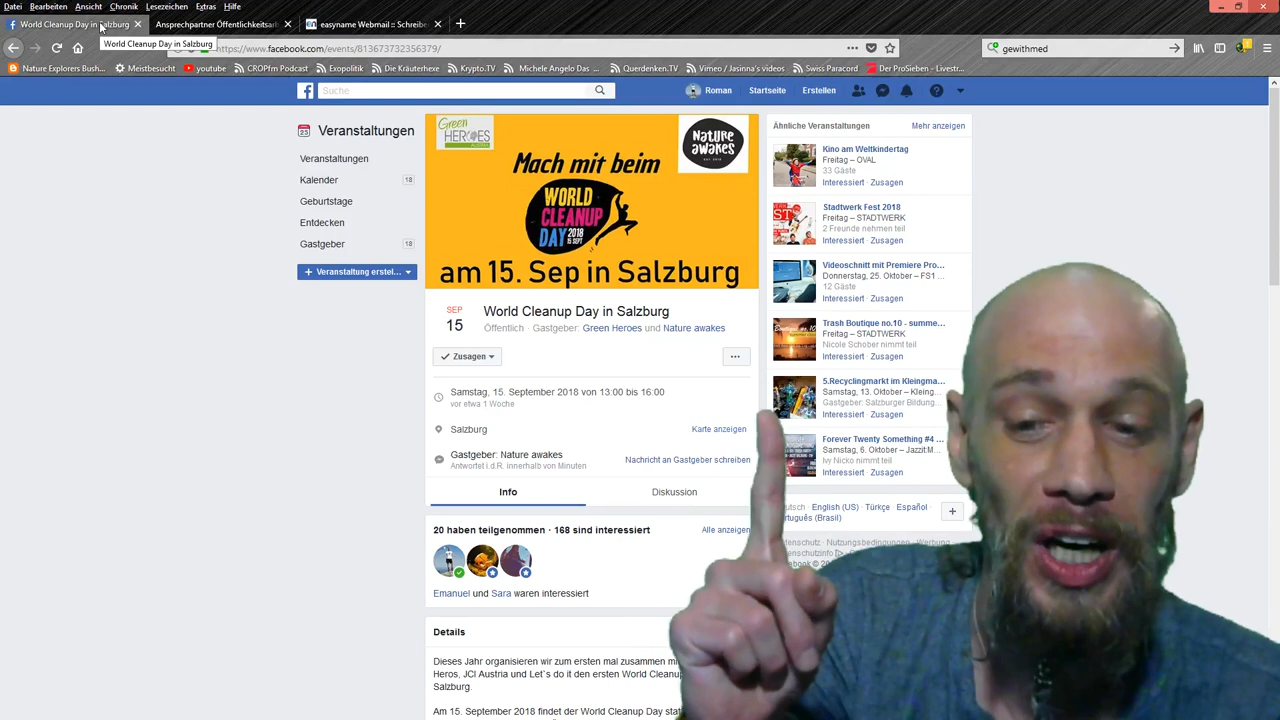 Datei Bearbeiten Ansicht Chronik Lesezeichen Extras Hilfe
World Cleanup Day in Salzburg
Ansprechpartner Öffentlichkeitsar
easyname Webmail :: Schreibe
World Cleanup Day in Salzburg
https://www.facebook.com/events/813673732356379/
gewithmed
Nature Explorers Bush... Meistbesucht youtube CROPfm Podcast Exopolitik Die Kräuterhexe Krypto.TV Michele Angelo Das ... Querdenken.TV Vimeo / Jasinna's videos Swiss Paracord Der ProSieben - Livestr...
Suche
Roman Startseite Erstellen
Veranstaltungen
Veranstaltungen
Kalender 18
Geburtstage
Entdecken
Gastgeber 18
+ Veranstaltung erstel...
Green HEROES AUSTRIA
NATURE AWAKES
Mach mit beim
WORLD CLEANUP DAY 2018 15 SEPT
am 15. Sep in Salzburg
SEP
15
World Cleanup Day in Salzburg
Öffentlich · Gastgeber: Green Heroes und Nature awakes
Zusagen
Samstag, 15. September 2018 von 13:00 bis 16:00
vor etwa 1 Woche
Salzburg Karte anzeigen
Gastgeber: Nature awakes
Antwortet i.d.R. innerhalb von Minuten
Nachricht an Gastgeber schreiben
Info Diskussion
20 haben teilgenommen · 168 sind interessiert Alle anzeigen
Emanuel und Sara waren interessiert
Details
Dieses Jahr organisieren wir zum ersten mal zusammen mi
Heros, JCI Austria und Let`s do it den ersten World Cleanup
Salzburg.
Am 15. September 2018 findet der World Cleanup Day stat
Ähnliche Veranstaltungen Mehr anzeigen
Kino am Weltkindertag
Freitag – OVAL
33 Gäste
Interessiert · Zusagen
Stadtwerk Fest 2018
Freitag – STADTWERK
2 Freunde nehmen teil
Interessiert · Zusagen
Videoschnitt mit Premiere Pro...
Donnerstag, 25. Oktober – FS1 ...
12 Gäste
Interessiert · Zusagen
Trash Boutique no.10 - summe...
Freitag – STADTWERK
Nicole Schober nimmt teil
Interessiert · Zusagen
5.Recyclingmarkt im Kleingma...
Samstag, 13. Oktober – Kleing...
Gastgeber: Salzburger Bildung...
Interessiert · Zusagen
Forever Twenty Something #4 ...
Samstag, 6. Oktober – Jazzit:M...
Ivy Nicko nimmt teil
Interessiert · Zusagen
eutsch · English (US) · Türkçe · Español ·
rtuguês (Brasil)
tenschutz · Nutzungsbedingungen · Werbung
enschutzinfo